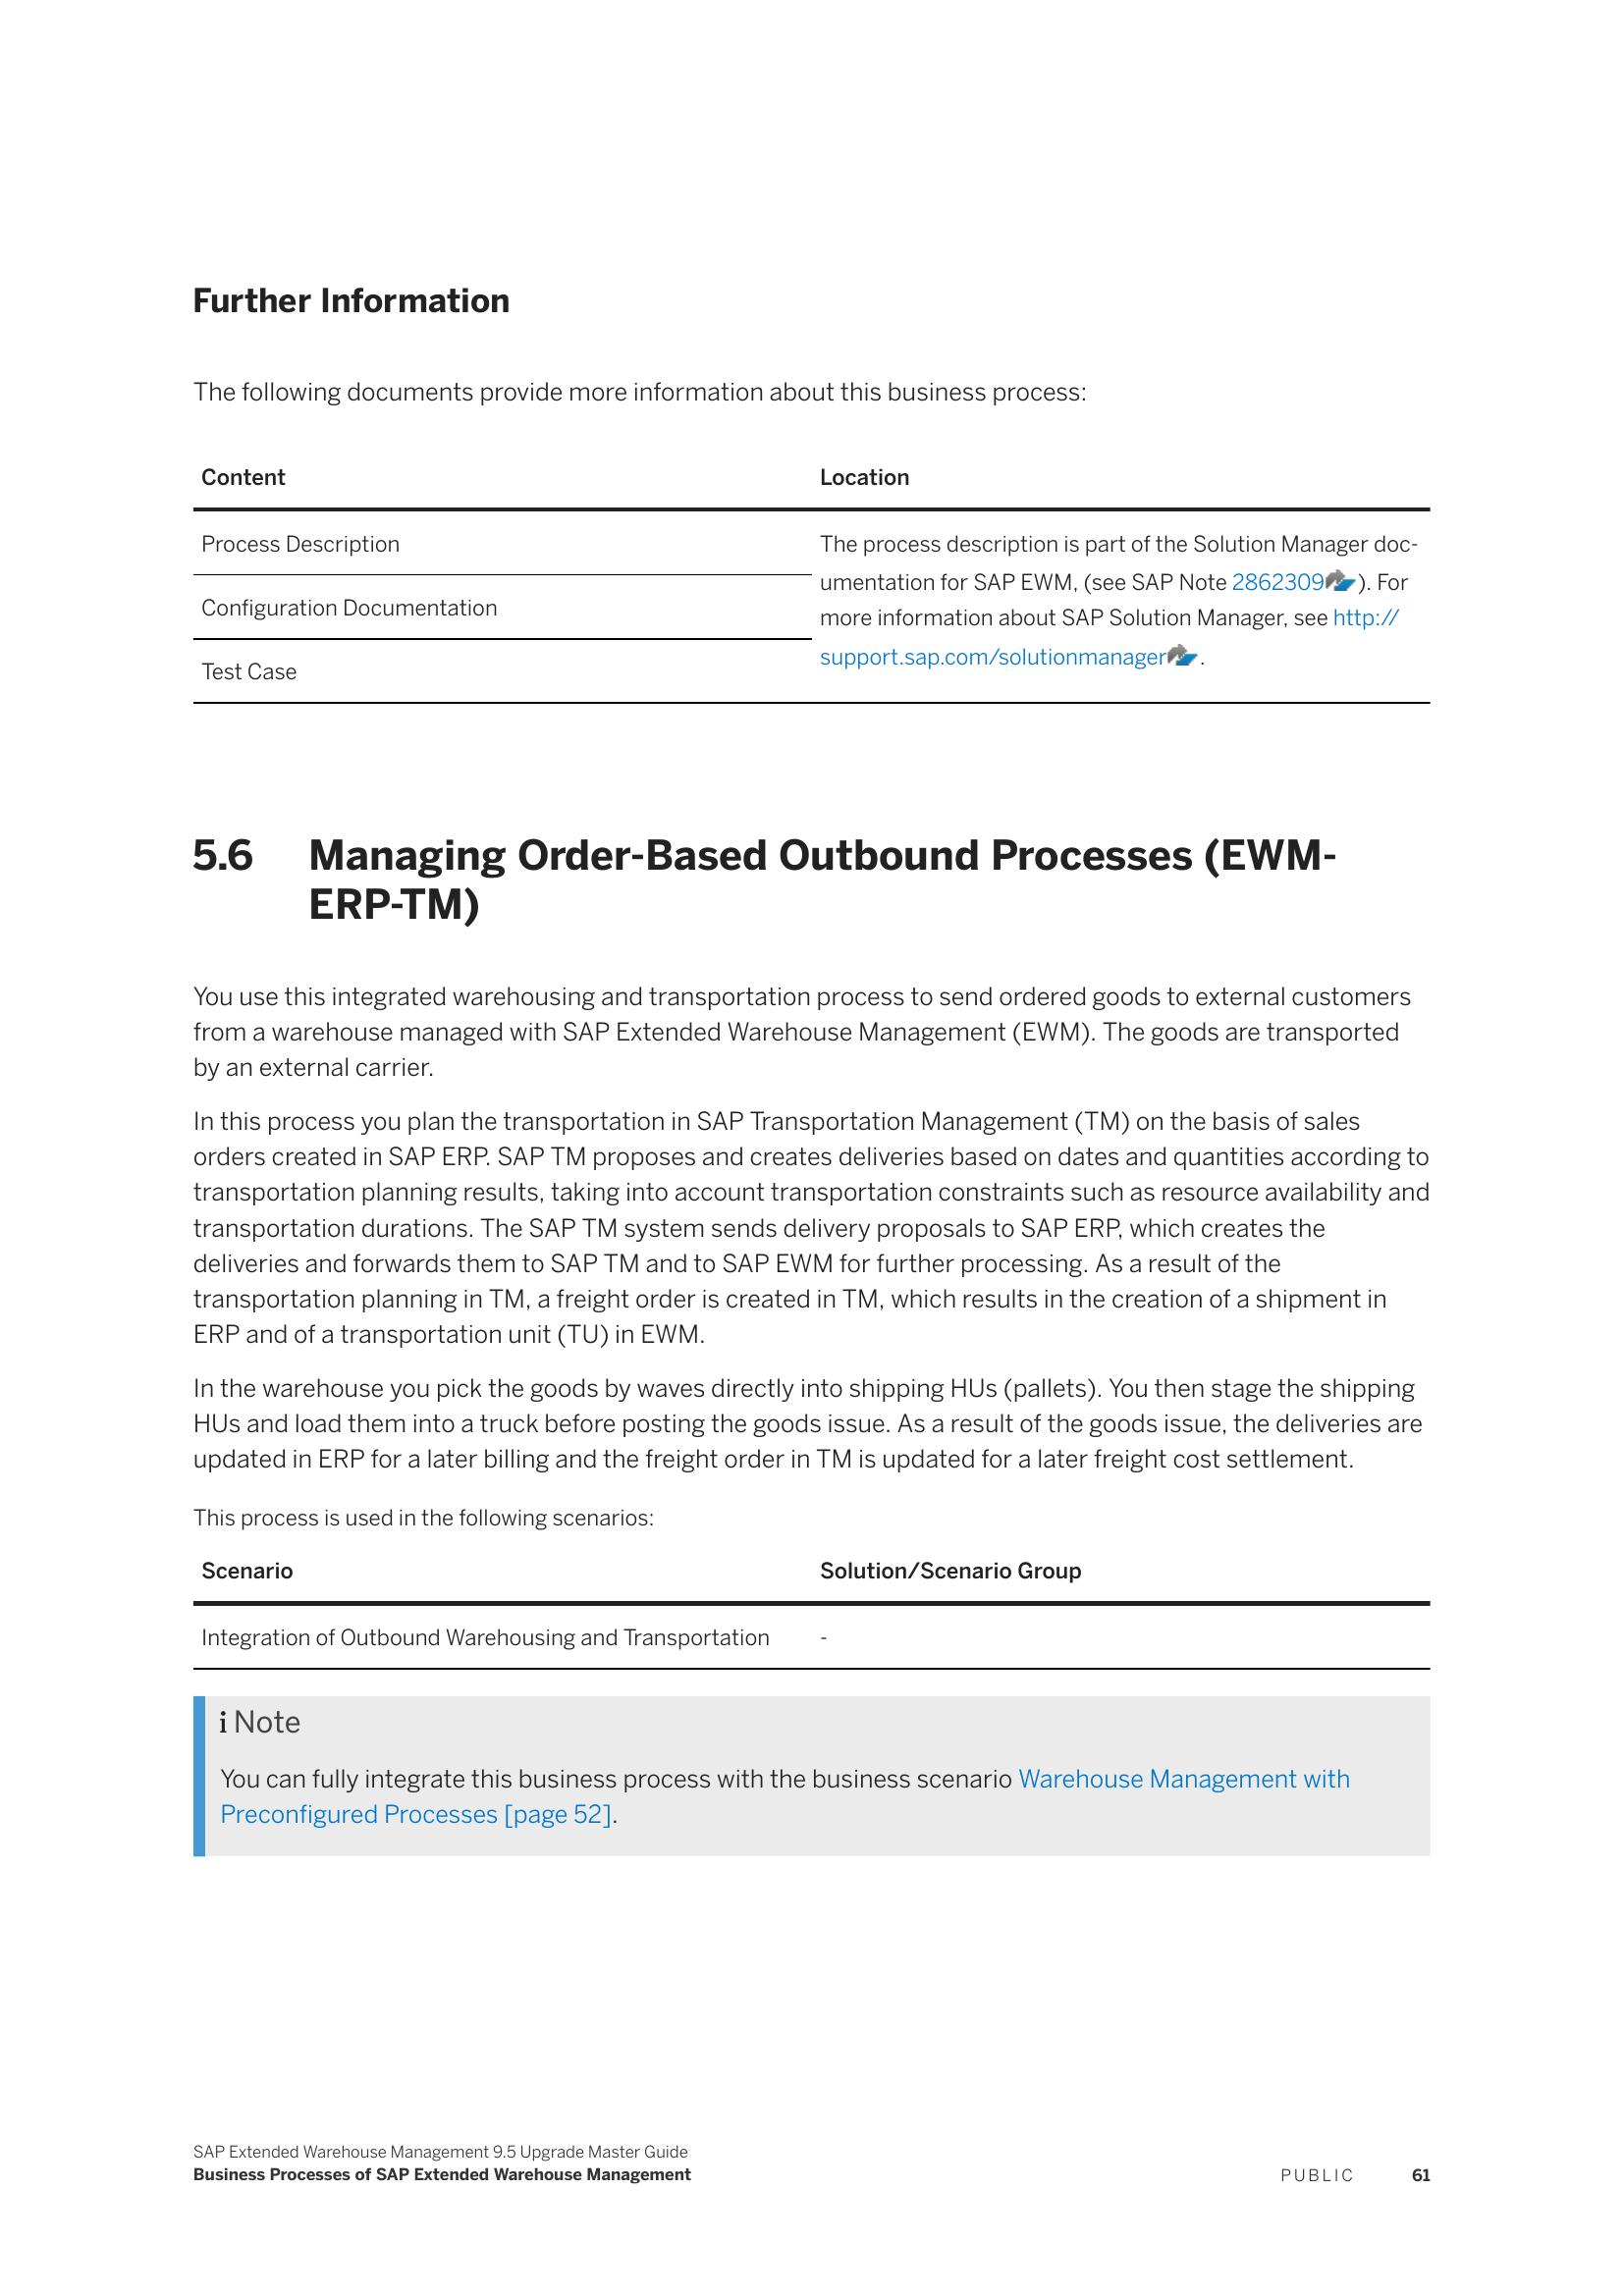 Further Information
The following documents provide more information about this business process:
Content Location
Process Description
Configuration Documentation
Test Case
The process description is part of the Solution Manager doc-
umentation for SAP EWM, (see SAP Note 2862309). For
more information about SAP Solution Manager, see http://
support.sap.com/solutionmanager.
5.6 Managing Order-Based Outbound Processes (EWM-
ERP-TM)
You use this integrated warehousing and transportation process to send ordered goods to external customers
from a warehouse managed with SAP Extended Warehouse Management (EWM). The goods are transported
by an external carrier.
In this process you plan the transportation in SAP Transportation Management (TM) on the basis of sales
orders created in SAP ERP. SAP TM proposes and creates deliveries based on dates and quantities according to
transportation planning results, taking into account transportation constraints such as resource availability and
transportation durations. The SAP TM system sends delivery proposals to SAP ERP, which creates the
deliveries and forwards them to SAP TM and to SAP EWM for further processing. As a result of the
transportation planning in TM, a freight order is created in TM, which results in the creation of a shipment in
ERP and of a transportation unit (TU) in EWM.
In the warehouse you pick the goods by waves directly into shipping HUs (pallets). You then stage the shipping
HUs and load them into a truck before posting the goods issue. As a result of the goods issue, the deliveries are
updated in ERP for a later billing and the freight order in TM is updated for a later freight cost settlement.
This process is used in the following scenarios:
Scenario Solution/Scenario Group
Integration of Outbound Warehousing and Transportation -
i Note
You can fully integrate this business process with the business scenario Warehouse Management with
Preconfigured Processes [page 52].
SAP Extended Warehouse Management 9.5 Upgrade Master Guide
Business Processes of SAP Extended Warehouse Management PUBLIC 61